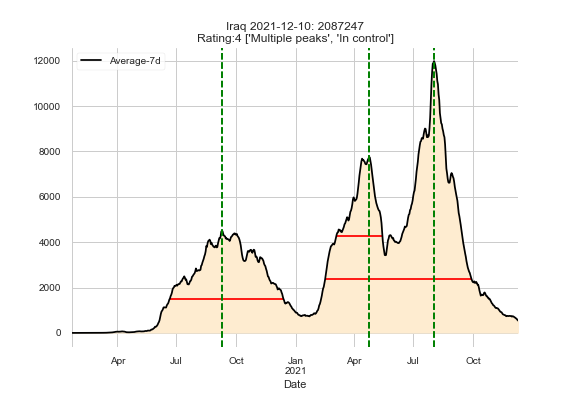 Iraq 2021-12-10: 2087247
Rating:4 ['Multiple peaks', 'In control']
Average-7d
12000
10000
8000
6000
4000
2000
0
Apr Jul Oct Jan Apr Jul Oct
2021
Date